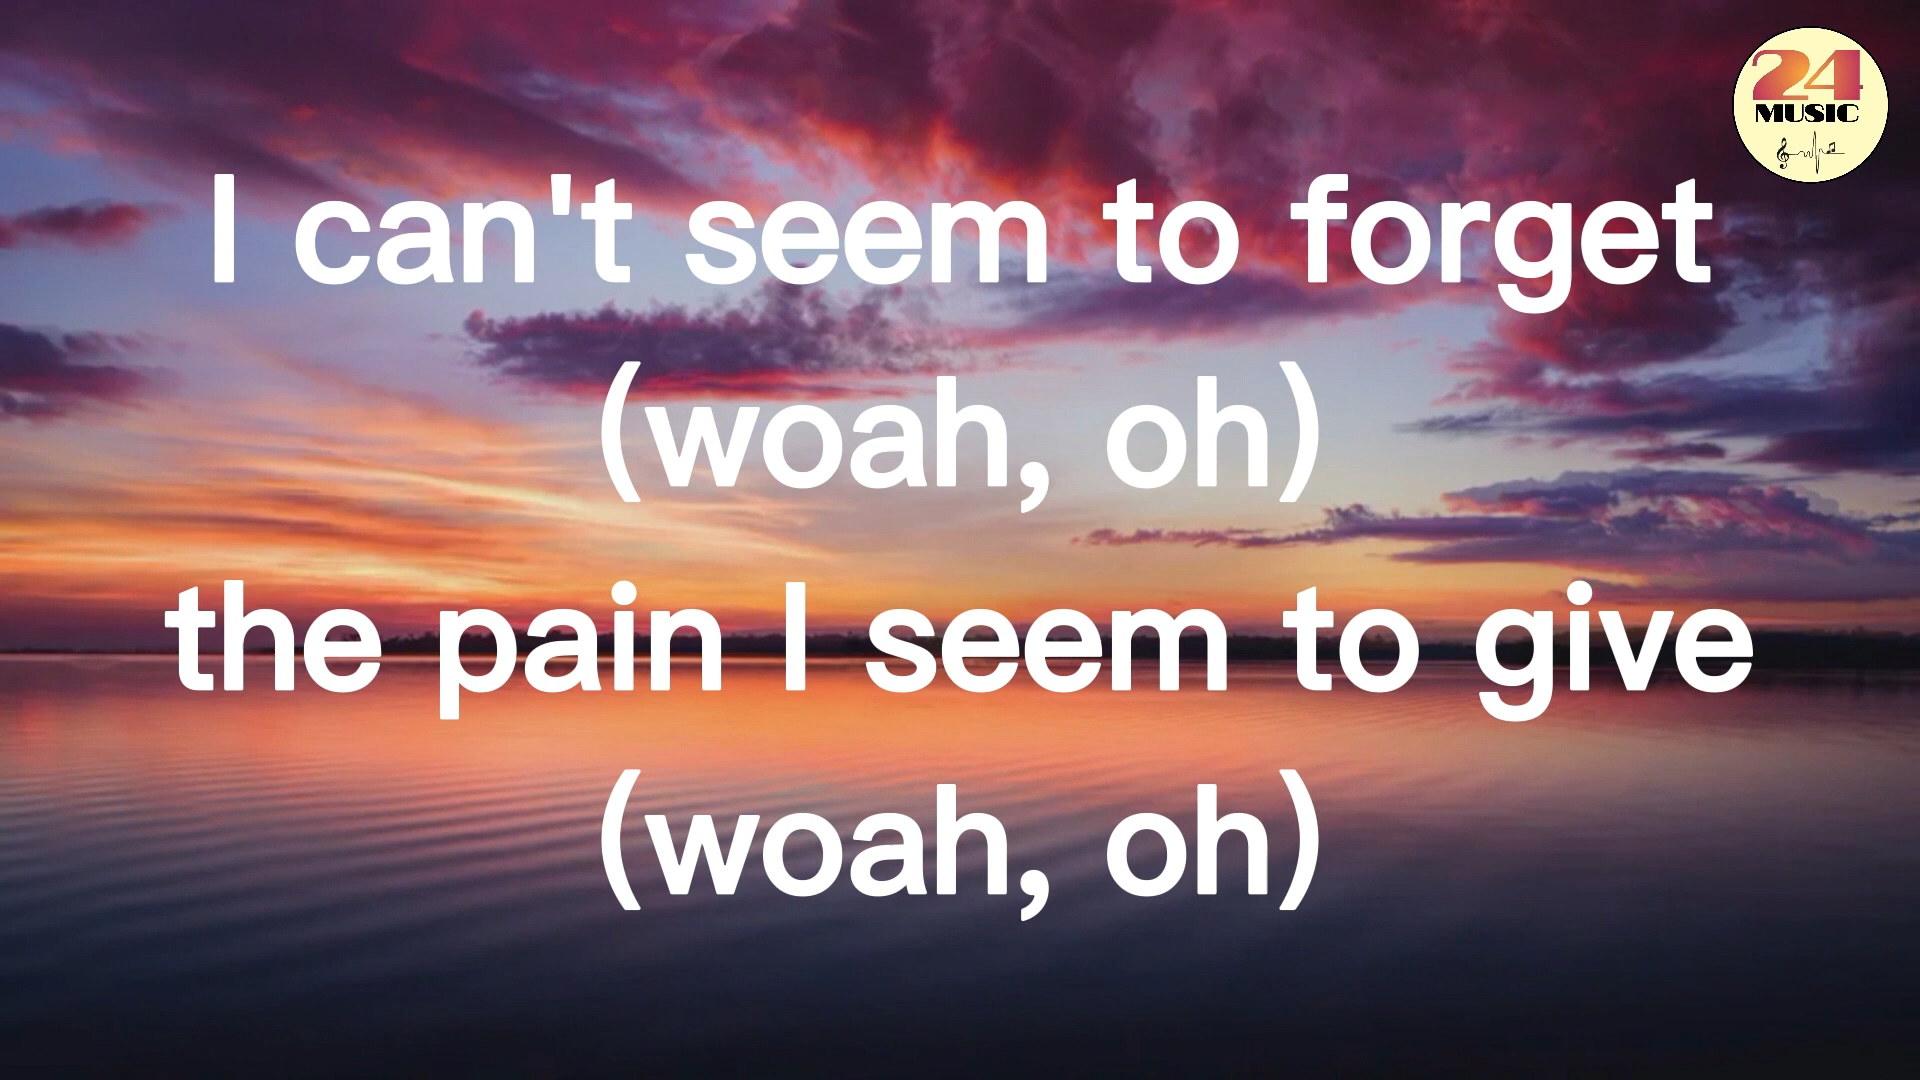 24
MUSIC
I can't seem to forget
(woah, oh)
the pain I seem to give
(woah, oh)